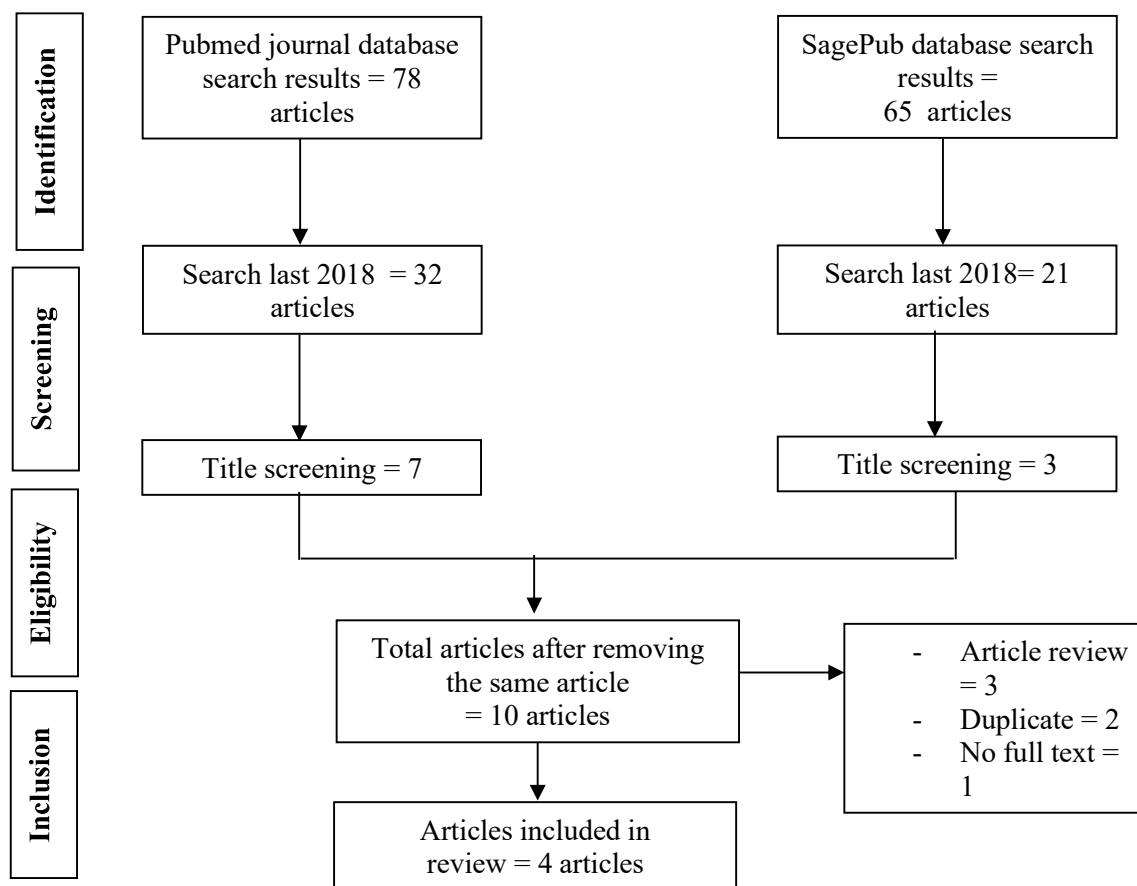 Identification
Pubmed journal database
search results = 78
articles
SagePub database search
results =
65  articles
Screening
Search last 2018  = 32
articles
Search last 2018= 21
articles
Title screening = 7
Title screening = 3
Eligibility
Total articles after removing
the same article
= 10 articles
- Article review
= 3
- Duplicate = 2
- No full text =
1
Inclusion
Articles included in
review = 4 articles